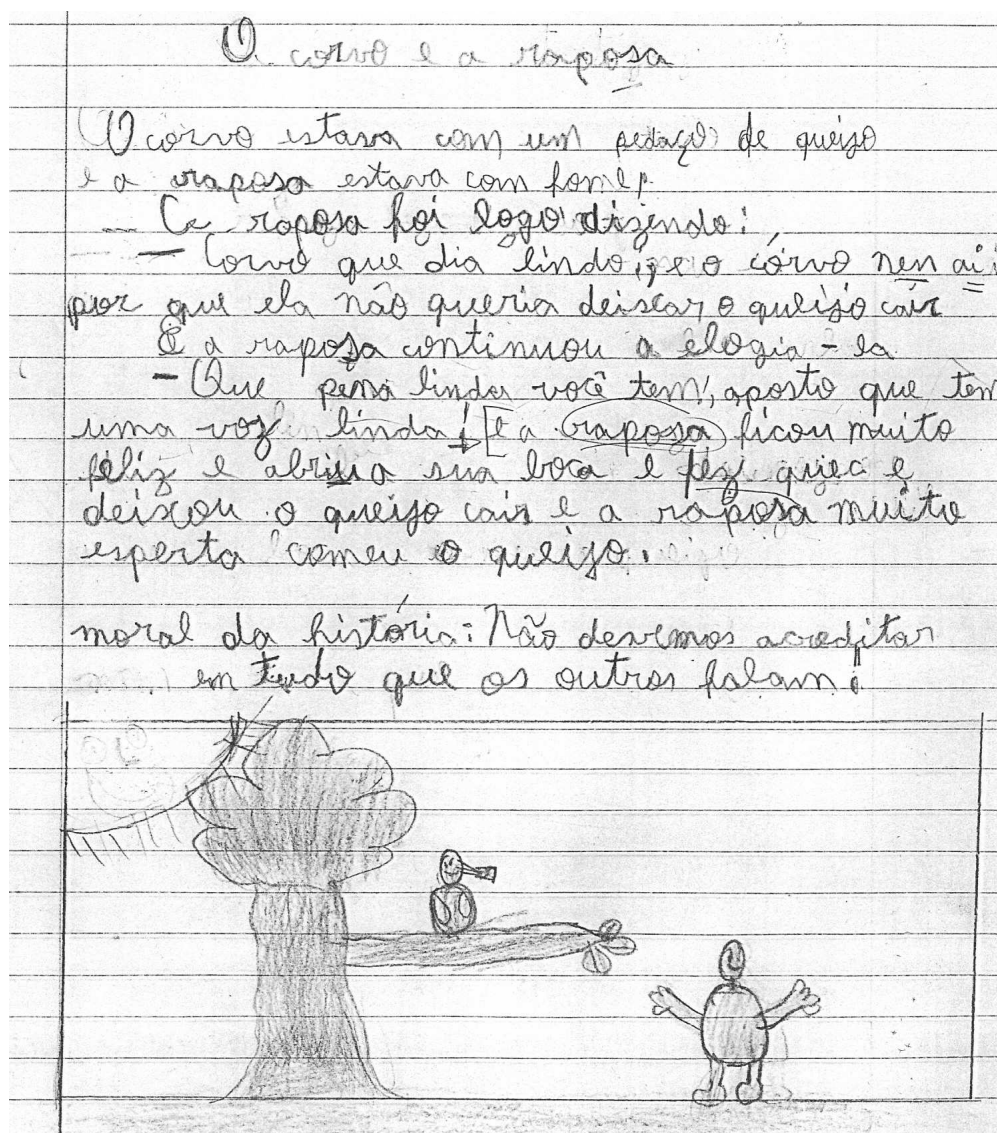 O corvo e a raposa
O corvo estava com um pedaço de queijo
e a raposa estava com fome.
A raposa foi logo dizendo:
— Corvo que dia lindo, e o córvo nen ai
por que ela não queria deixar o queijo cair
E a raposa continuou a elogia-la
- Que pena linda você tem, aposto que tem
uma voz linda! [E a raposa ficou muito
feliz e abriu a sua boca e fez
deixou o queijo cair e a raposa muito
esperta comeu o queijo.
moral da história: Não devemos acreditar
em tudo que os outros falam!